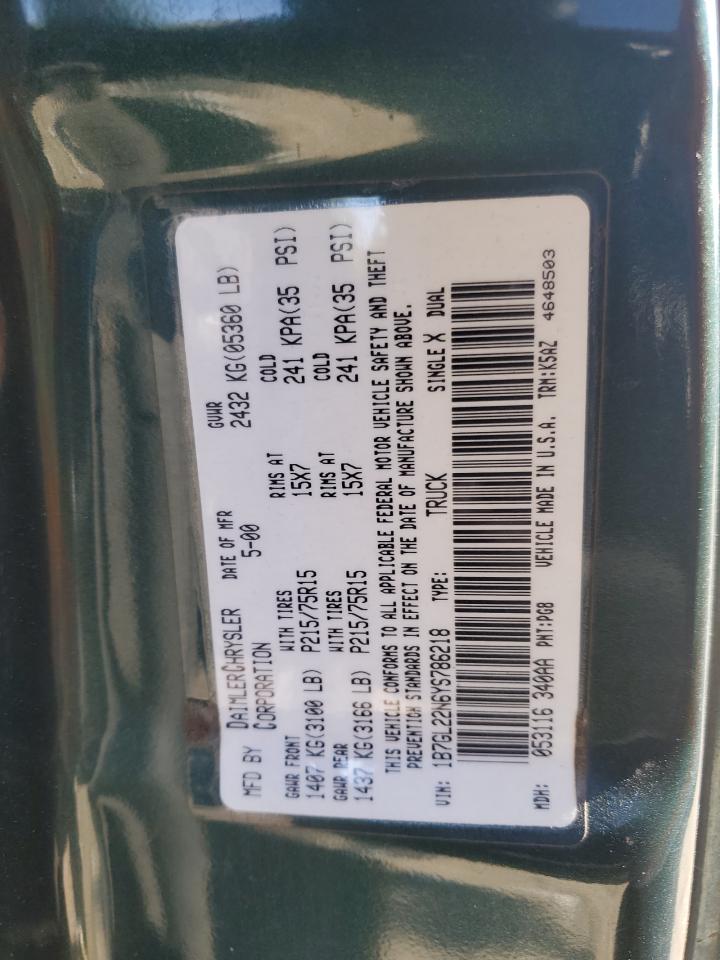 MFD BY DAIMLERCHRYSLER DATE OF MFR GVWR
CORPORATION 5-00 2432 KG(05360 LB)
GAWR FRONT WITH TIRES RIMS AT COLD
1407 KG(3100 LB) P215/75R15 15X7 241 KPA(35 PSI)
GAWR REAR WITH TIRES RIMS AT COLD
1437 KG(3166 LB) P215/75R15 15X7 241 KPA(35 PSI)
THIS VEHICLE CONFORMS TO ALL APPLICABLE FEDERAL MOTOR VEHICLE SAFETY AND THEFT
PREVENTION STANDARDS IN EFFECT ON THE DATE OF MANUFACTURE SHOWN ABOVE.
VIN: 1B7GL22N6YS786218 TYPE: TRUCK SINGLE X DUAL
MDH: 053116 340AA PNT:PG8 VEHICLE MADE IN U.S.A. TRM:K5AZ 4648503